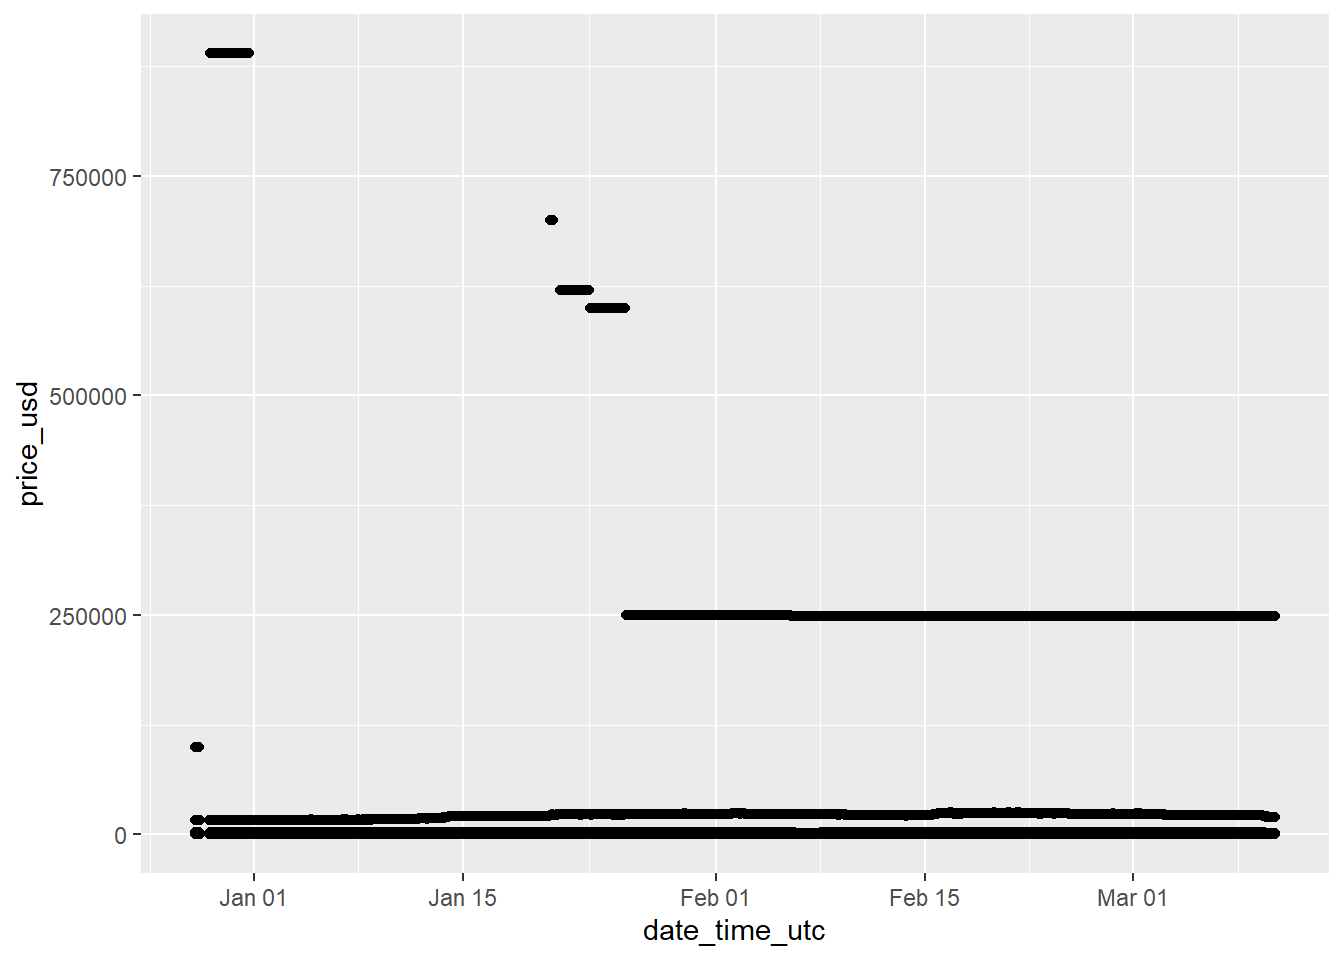 750000
500000
250000
0
price_usd
Jan 01 Jan 15 Feb 01 Feb 15 Mar 01
date_time_utc